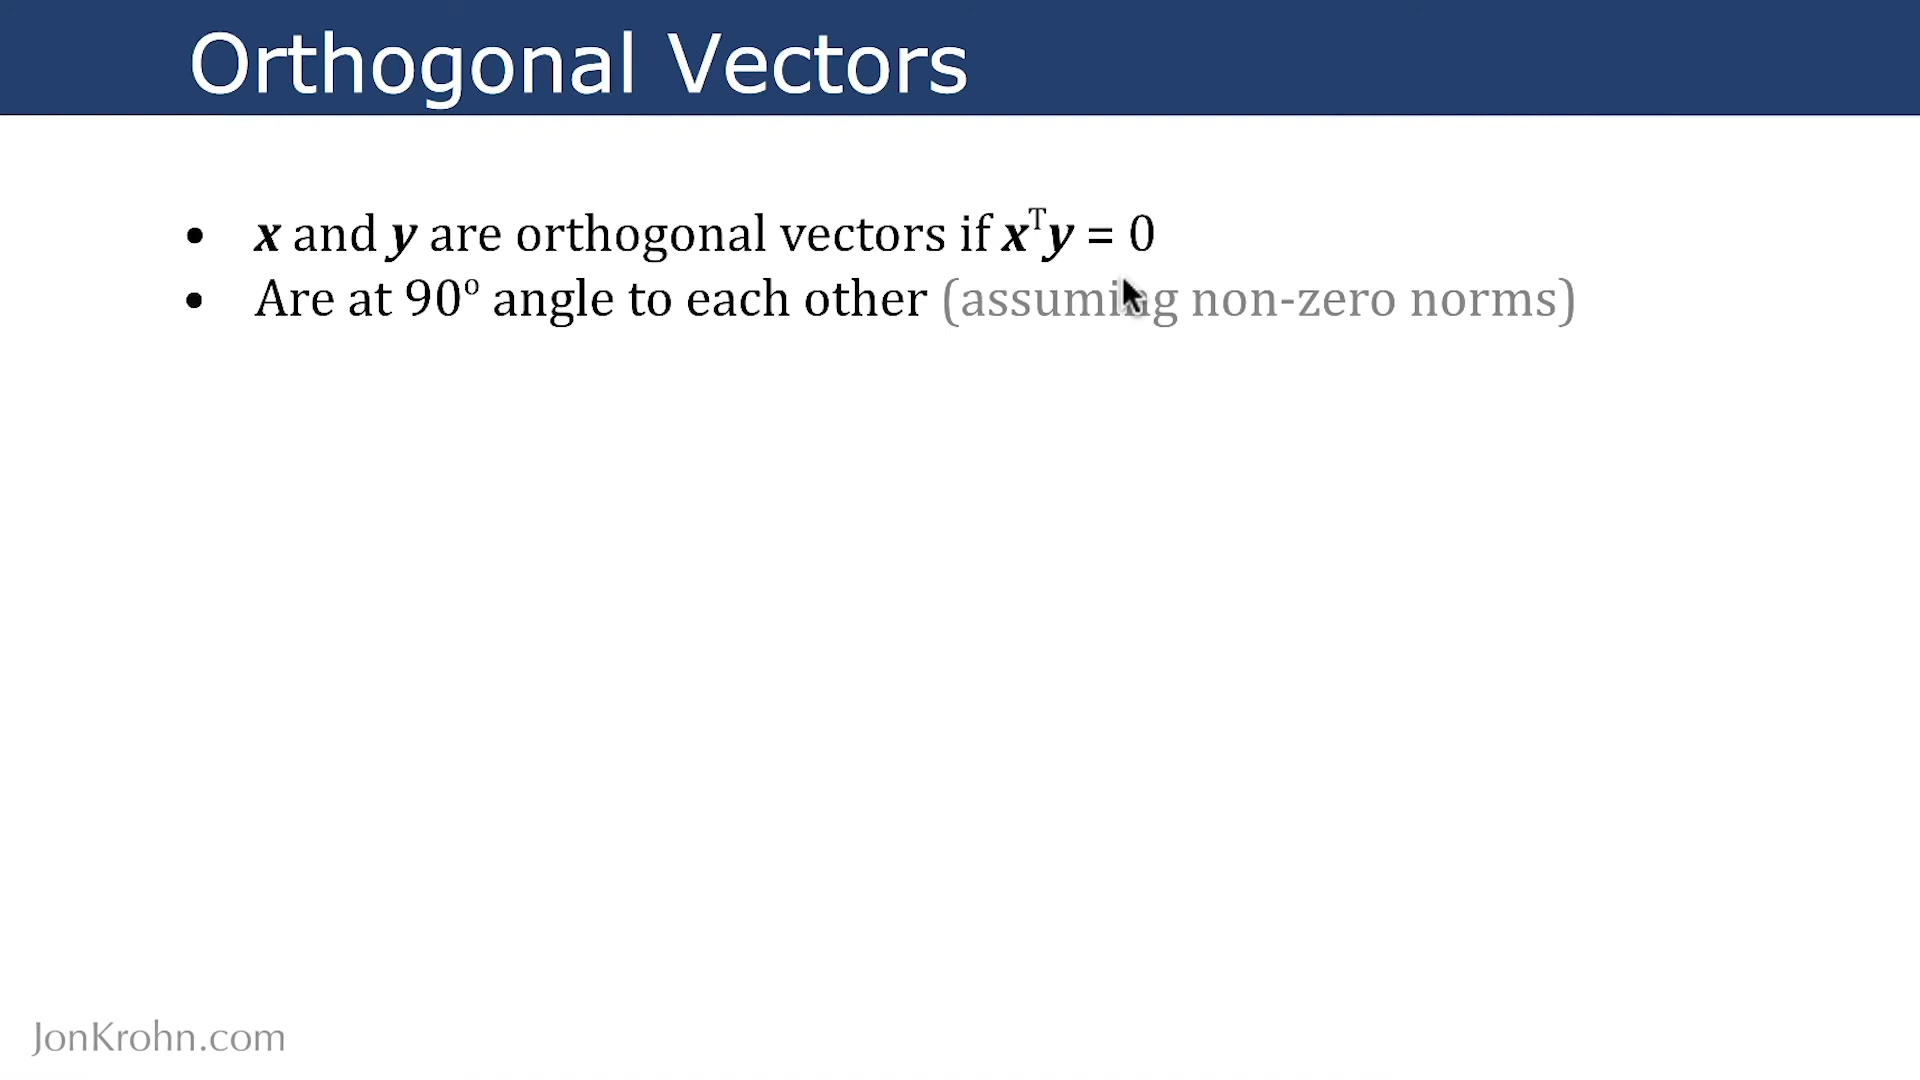 Orthogonal Vectors
• x and y are orthogonal vectors if xᵀy = 0
• Are at 90º angle to each other (assuming non-zero norms)
JonKrohn.com